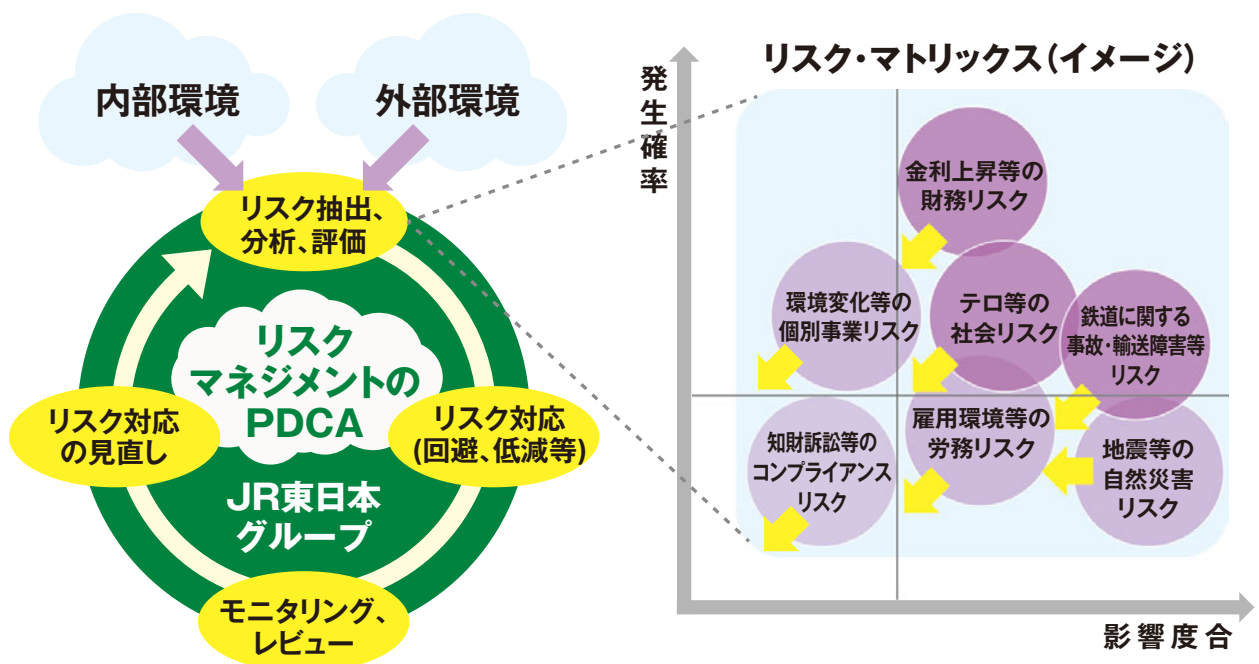 内部環境
外部環境
リスク抽出、
分析、評価
リスク
マネジメントの
PDCA
リスク対応
の見直し
リスク対応
(回避、低減等)
JR東日本
グループ
モニタリング、
レビュー
リスク・マトリックス(イメージ)
発生確率
金利上昇等の
財務リスク
環境変化等の
個別事業リスク
テロ等の
社会リスク
鉄道に関する
事故・輸送障害等
リスク
知財訴訟等の
コンプライアンス
リスク
雇用環境等の
労務リスク
地震等の
自然災害
リスク
影響度合